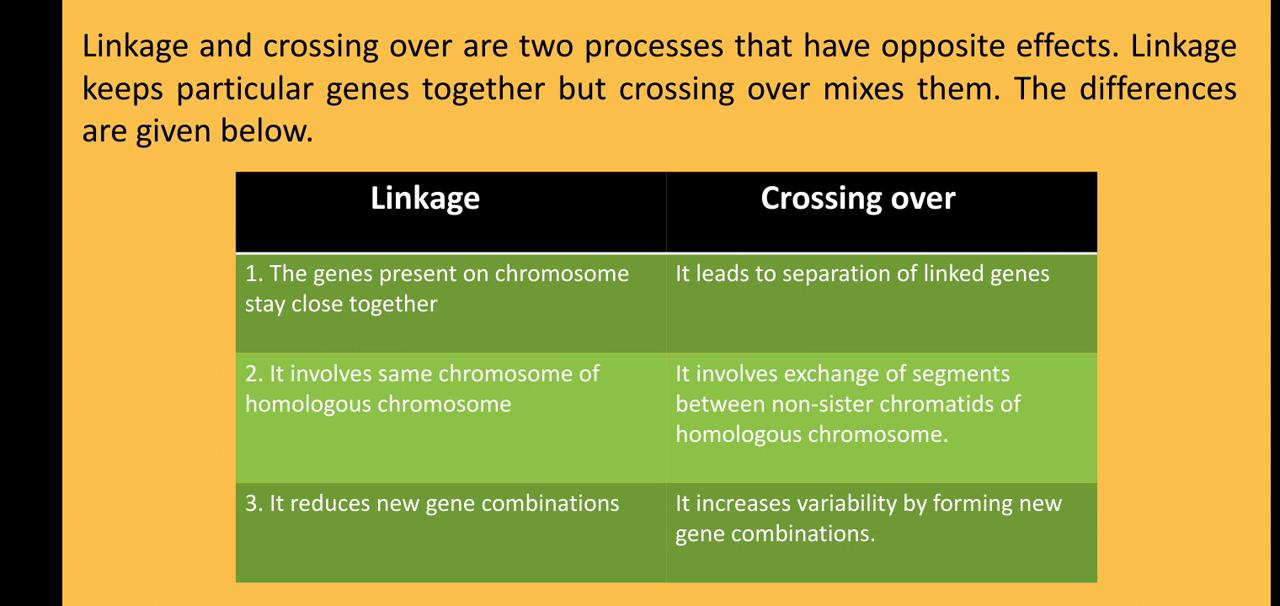 Linkage and crossing over are two processes that have opposite effects. Linkage
keeps particular genes together but crossing over mixes them. The differences
are given below.
Linkage
Crossing over
1. The genes present on chromosome
stay close together
It leads to separation of linked genes
2. It involves same chromosome of
homologous chromosome
It involves exchange of segments
between non-sister chromatids of
homologous chromosome.
3. It reduces new gene combinations
It increases variability by forming new
gene combinations.